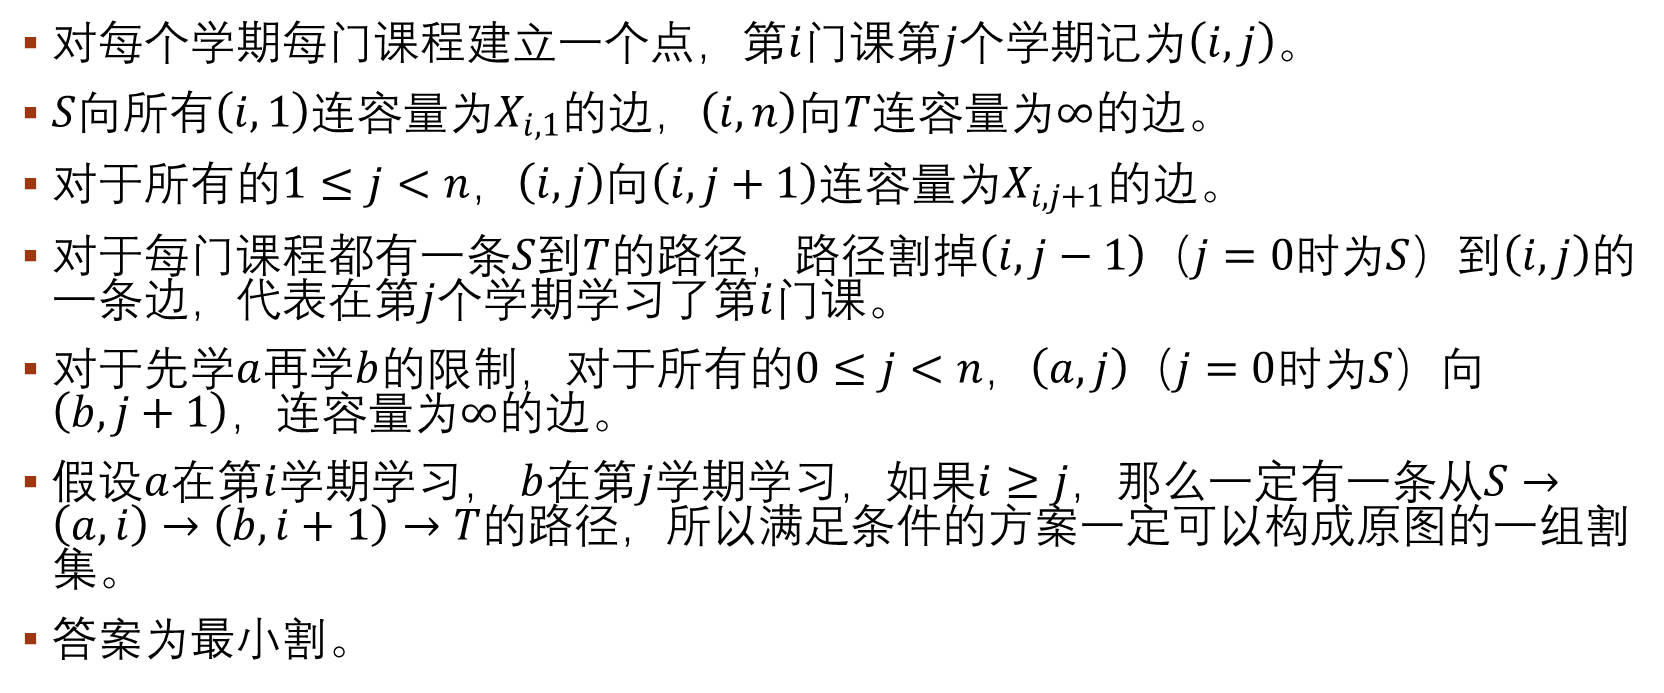 ▪ 对每个学期每门课程建立一个点，第𝑖门课第𝑗个学期记为(𝑖, 𝑗)。
▪ 𝑆向所有(𝑖, 1)连容量为𝑋𝑖,1的边，(𝑖, 𝑛)向𝑇连容量为∞的边。
▪ 对于所有的1 ≤ 𝑗 < 𝑛，(𝑖, 𝑗)向(𝑖, 𝑗 + 1)连容量为𝑋𝑖,𝑗+1的边。
▪ 对于每门课程都有一条𝑆到𝑇的路径，路径割掉(𝑖, 𝑗 − 1)（𝑗 = 0时为𝑆）到(𝑖, 𝑗)的
一条边，代表在第𝑗个学期学习了第𝑖门课。
▪ 对于先学𝑎再学𝑏的限制，对于所有的0 ≤ 𝑗 < 𝑛，(𝑎, 𝑗)（𝑗 = 0时为𝑆）向
(𝑏, 𝑗 + 1)，连容量为∞的边。
▪ 假设𝑎在第𝑖学期学习，𝑏在第𝑗学期学习，如果𝑖 ≥ 𝑗，那么一定有一条从𝑆 →
(𝑎, 𝑖) → (𝑏, 𝑖 + 1) → 𝑇的路径，所以满足条件的方案一定可以构成原图的一组割
集。
▪ 答案为最小割。